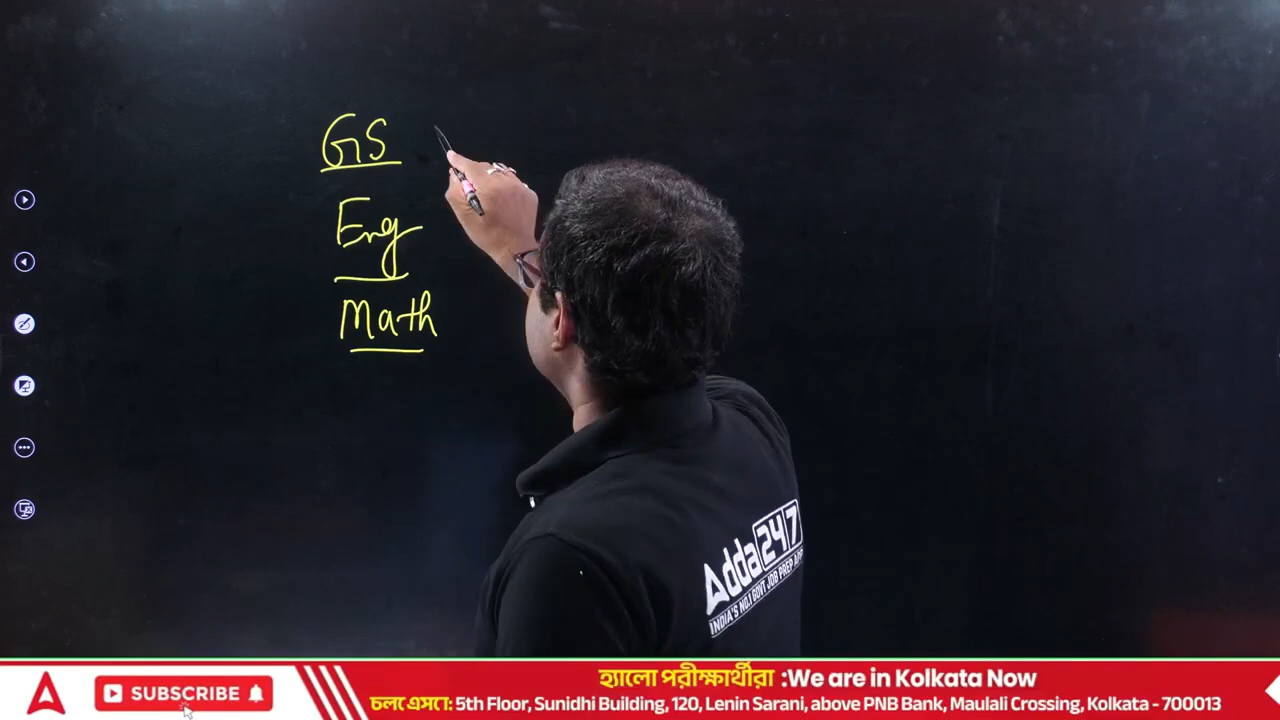 GS
Eng
Math
Adda247
INDIA'S NO.1 GOVT JOB PREP APP
SUBSCRIBE
হ্যালো পরীক্ষার্থীরা :We are in Kolkata Now
চলে এসো: 5th Floor, Sunidhi Building, 120, Lenin Sarani, above PNB Bank, Maulali Crossing, Kolkata - 700013